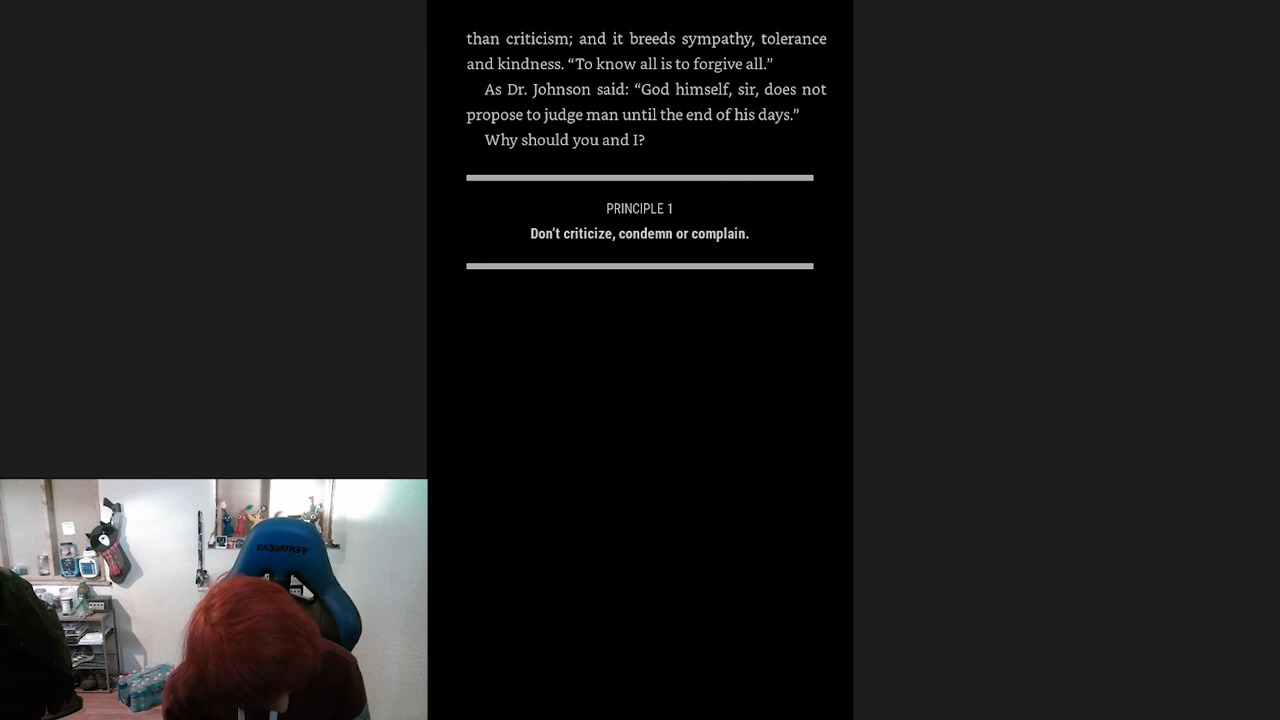 than criticism; and it breeds sympathy, tolerance
and kindness. “To know all is to forgive all.”
As Dr. Johnson said: “God himself, sir, does not
propose to judge man until the end of his days.”
Why should you and I?
PRINCIPLE 1
Don’t criticize, condemn or complain.
VERTAGEAR